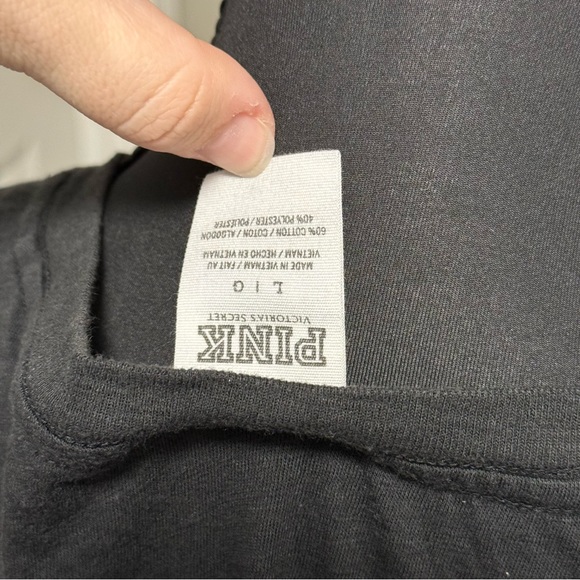 PINK
VICTORIA'S SECRET
L | G
MADE IN VIETNAM / FAIT AU
VIETNAM / HECHO EN VIETNAM
60% COTTON / COTON / ALGODON
40% POLYESTER / POLIESTER